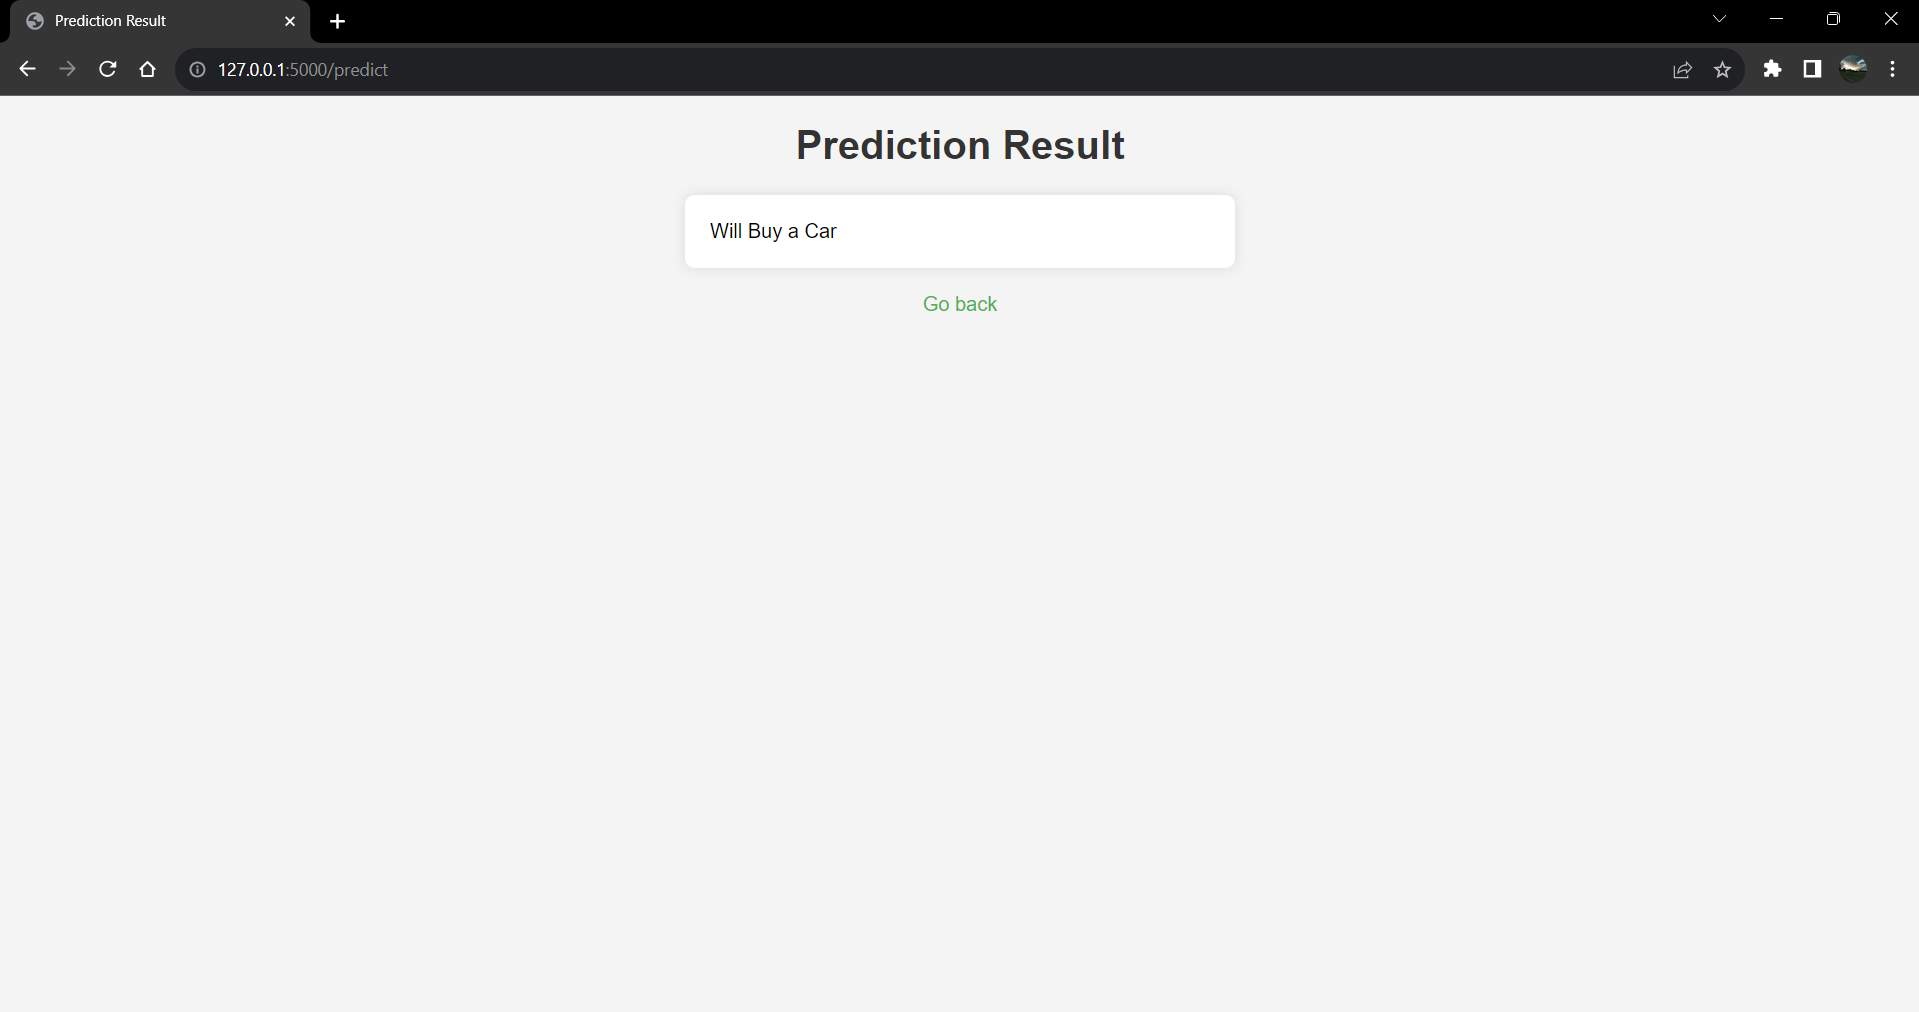 Prediction Result
127.0.0.1:5000/predict
Prediction Result
Will Buy a Car
Go back